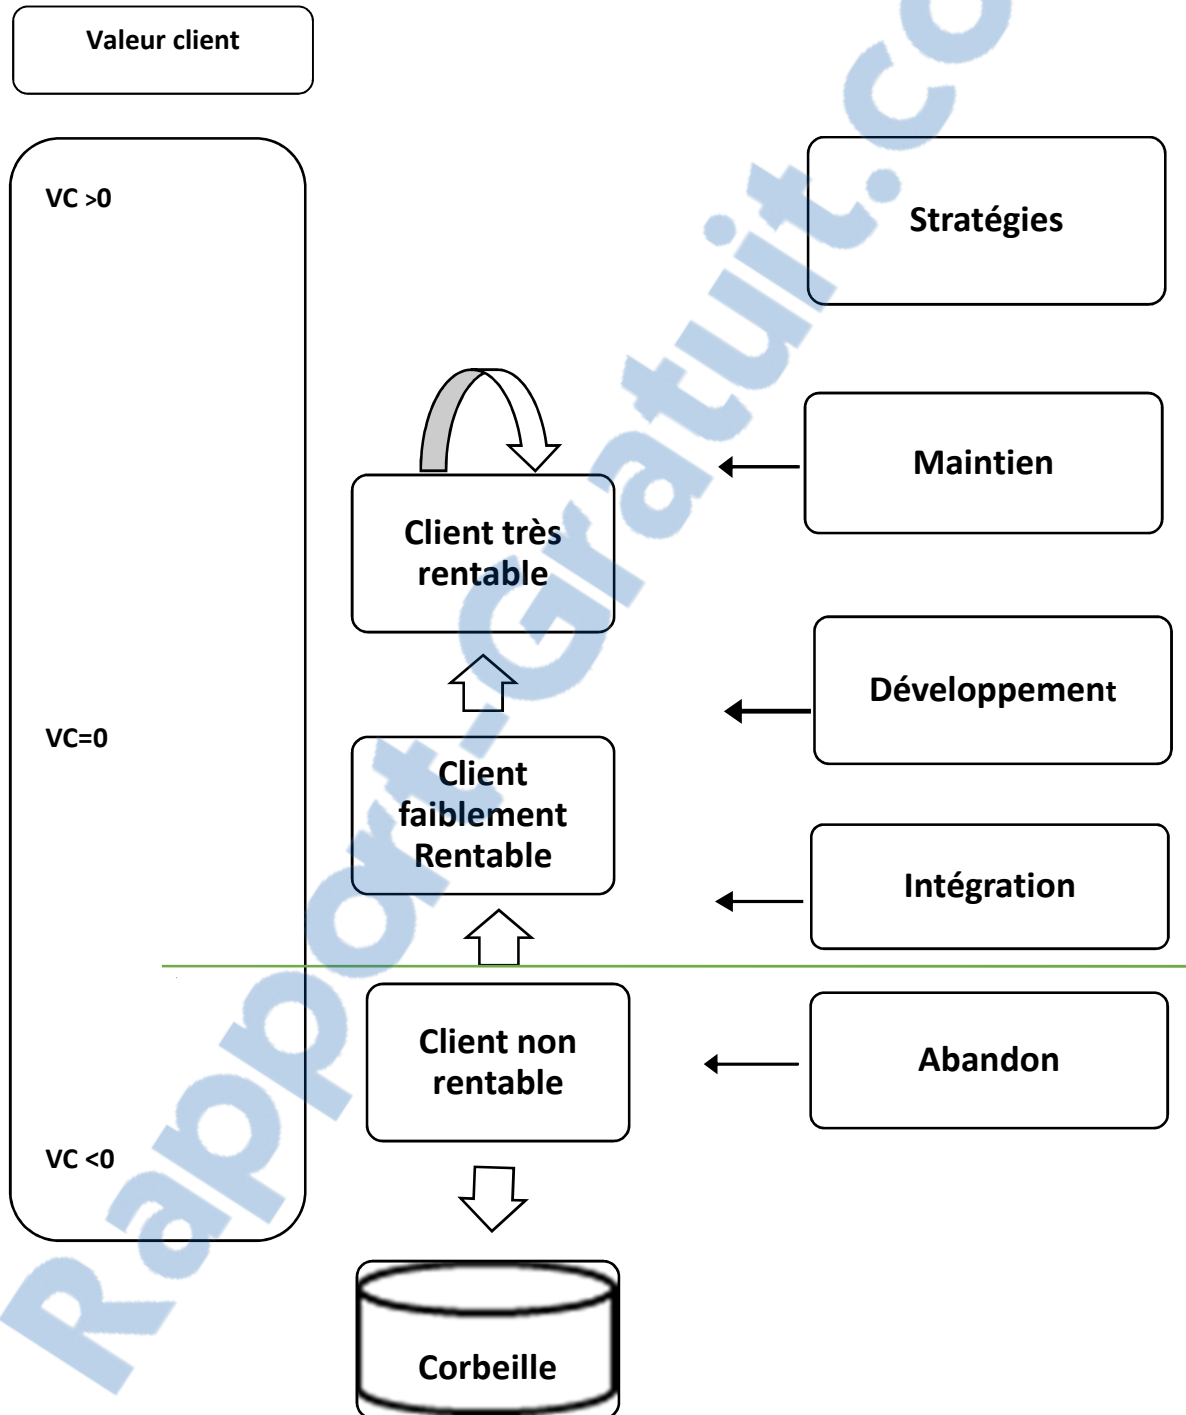 Valeur client
VC >0
Stratégies
Maintien
Client très
rentable
Développement
VC=0
Client
faiblement
Rentable
Intégration
Client non
rentable
Abandon
VC <0
Corbeille
Rapport-Gratuit.co